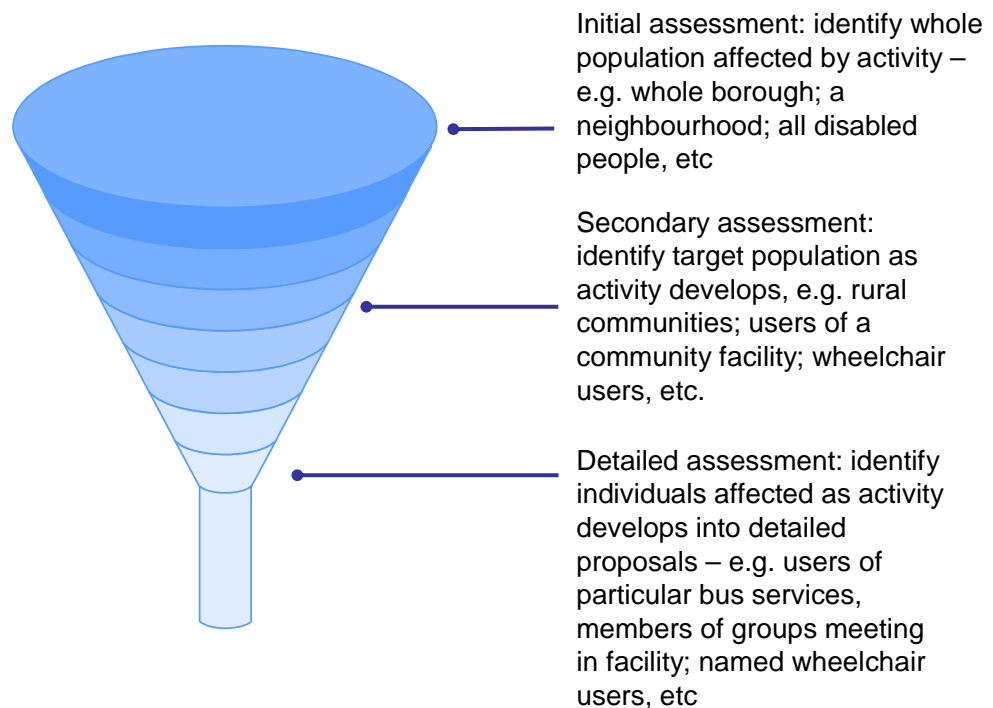 Initial assessment: identify whole
population affected by activity –
e.g. whole borough; a
neighbourhood; all disabled
people, etc
Secondary assessment:
identify target population as
activity develops, e.g. rural
communities; users of a
community facility; wheelchair
users, etc.
Detailed assessment: identify
individuals affected as activity
develops into detailed
proposals – e.g. users of
particular bus services,
members of groups meeting
in facility; named wheelchair
users, etc